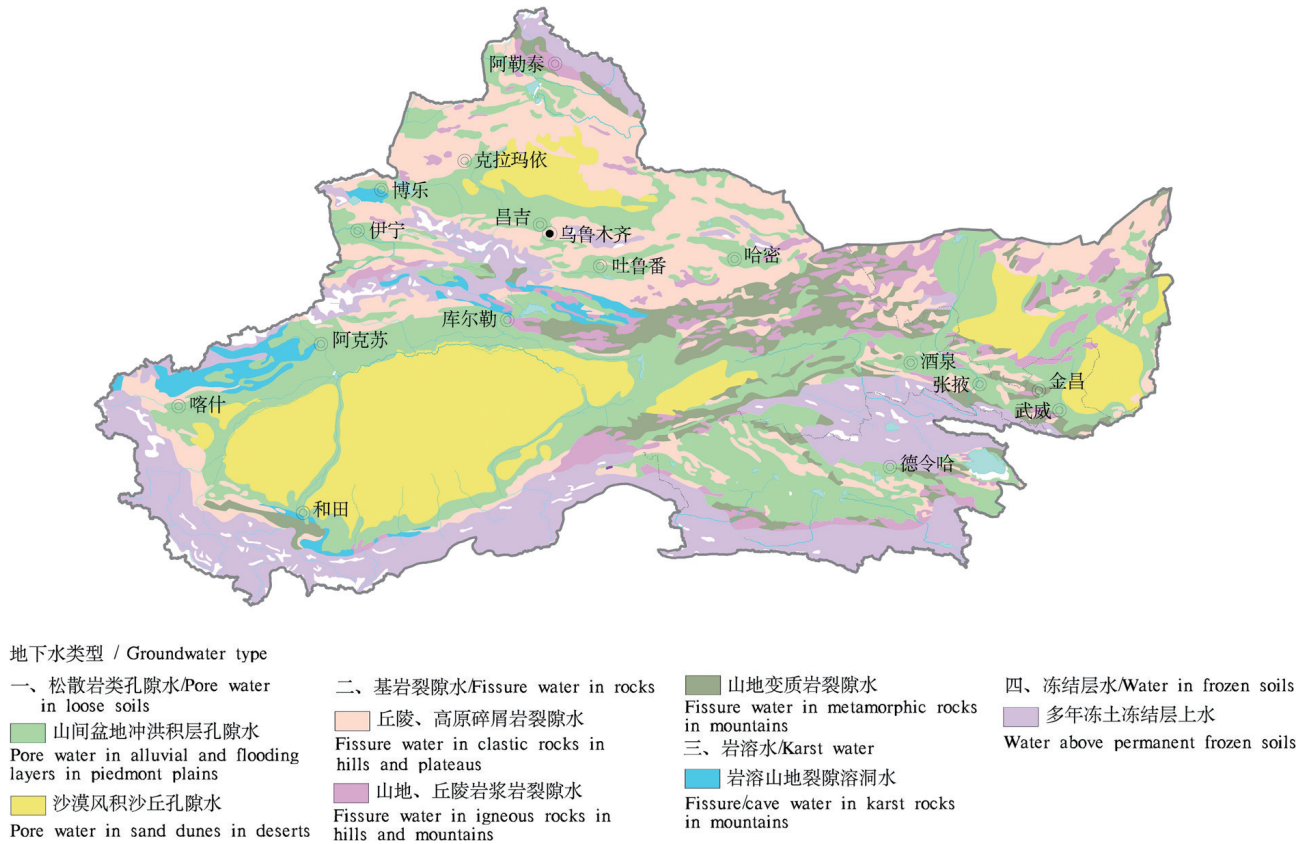 阿勒泰
克拉玛依
博乐
昌吉
伊宁
乌鲁木齐
吐鲁番
哈密
库尔勒
阿克苏
酒泉
张掖
金昌
喀什
武威
德令哈
和田
地下水类型 / Groundwater type
一、松散岩类孔隙水/Pore water
in loose soils
山间盆地冲洪积层孔隙水
Pore water in alluvial and flooding
layers in piedmont plains
沙漠风积沙丘孔隙水
Pore water in sand dunes in deserts
二、基岩裂隙水/Fissure water in rocks
丘陵、高原碎屑岩裂隙水
Fissure water in clastic rocks in
hills and plateaus
山地、丘陵岩浆岩裂隙水
Fissure water in igneous rocks in
hills and mountains
山地变质岩裂隙水
Fissure water in metamorphic rocks
in mountains
三、岩溶水/Karst water
岩溶山地裂隙溶洞水
Fissure/cave water in karst rocks
in mountains
四、冻结层水/Water in frozen soils
多年冻土冻结层上水
Water above permanent frozen soils